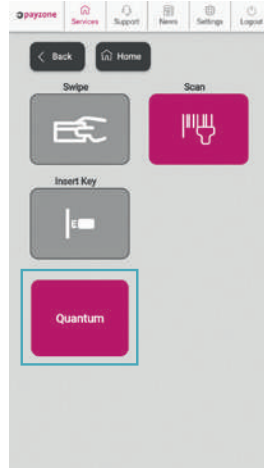 payzone
Services
Support
News
Settings
Logout
Back
Home
Swipe
Scan
Insert Key
Quantum